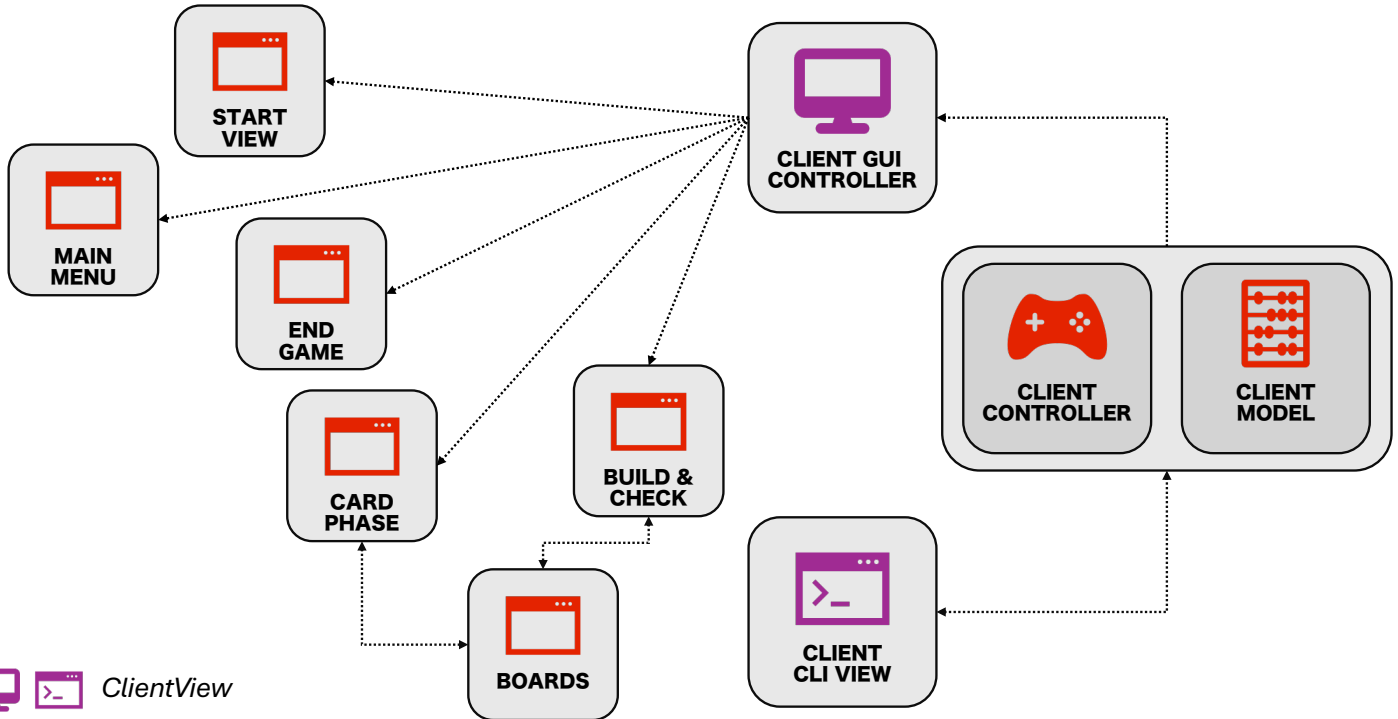 START
VIEW
CLIENT GUI
CONTROLLER
MAIN
MENU
END
GAME
CLIENT
CONTROLLER
CLIENT
MODEL
CARD
PHASE
BUILD &
CHECK
CLIENT
CLI VIEW
BOARDS
ClientView